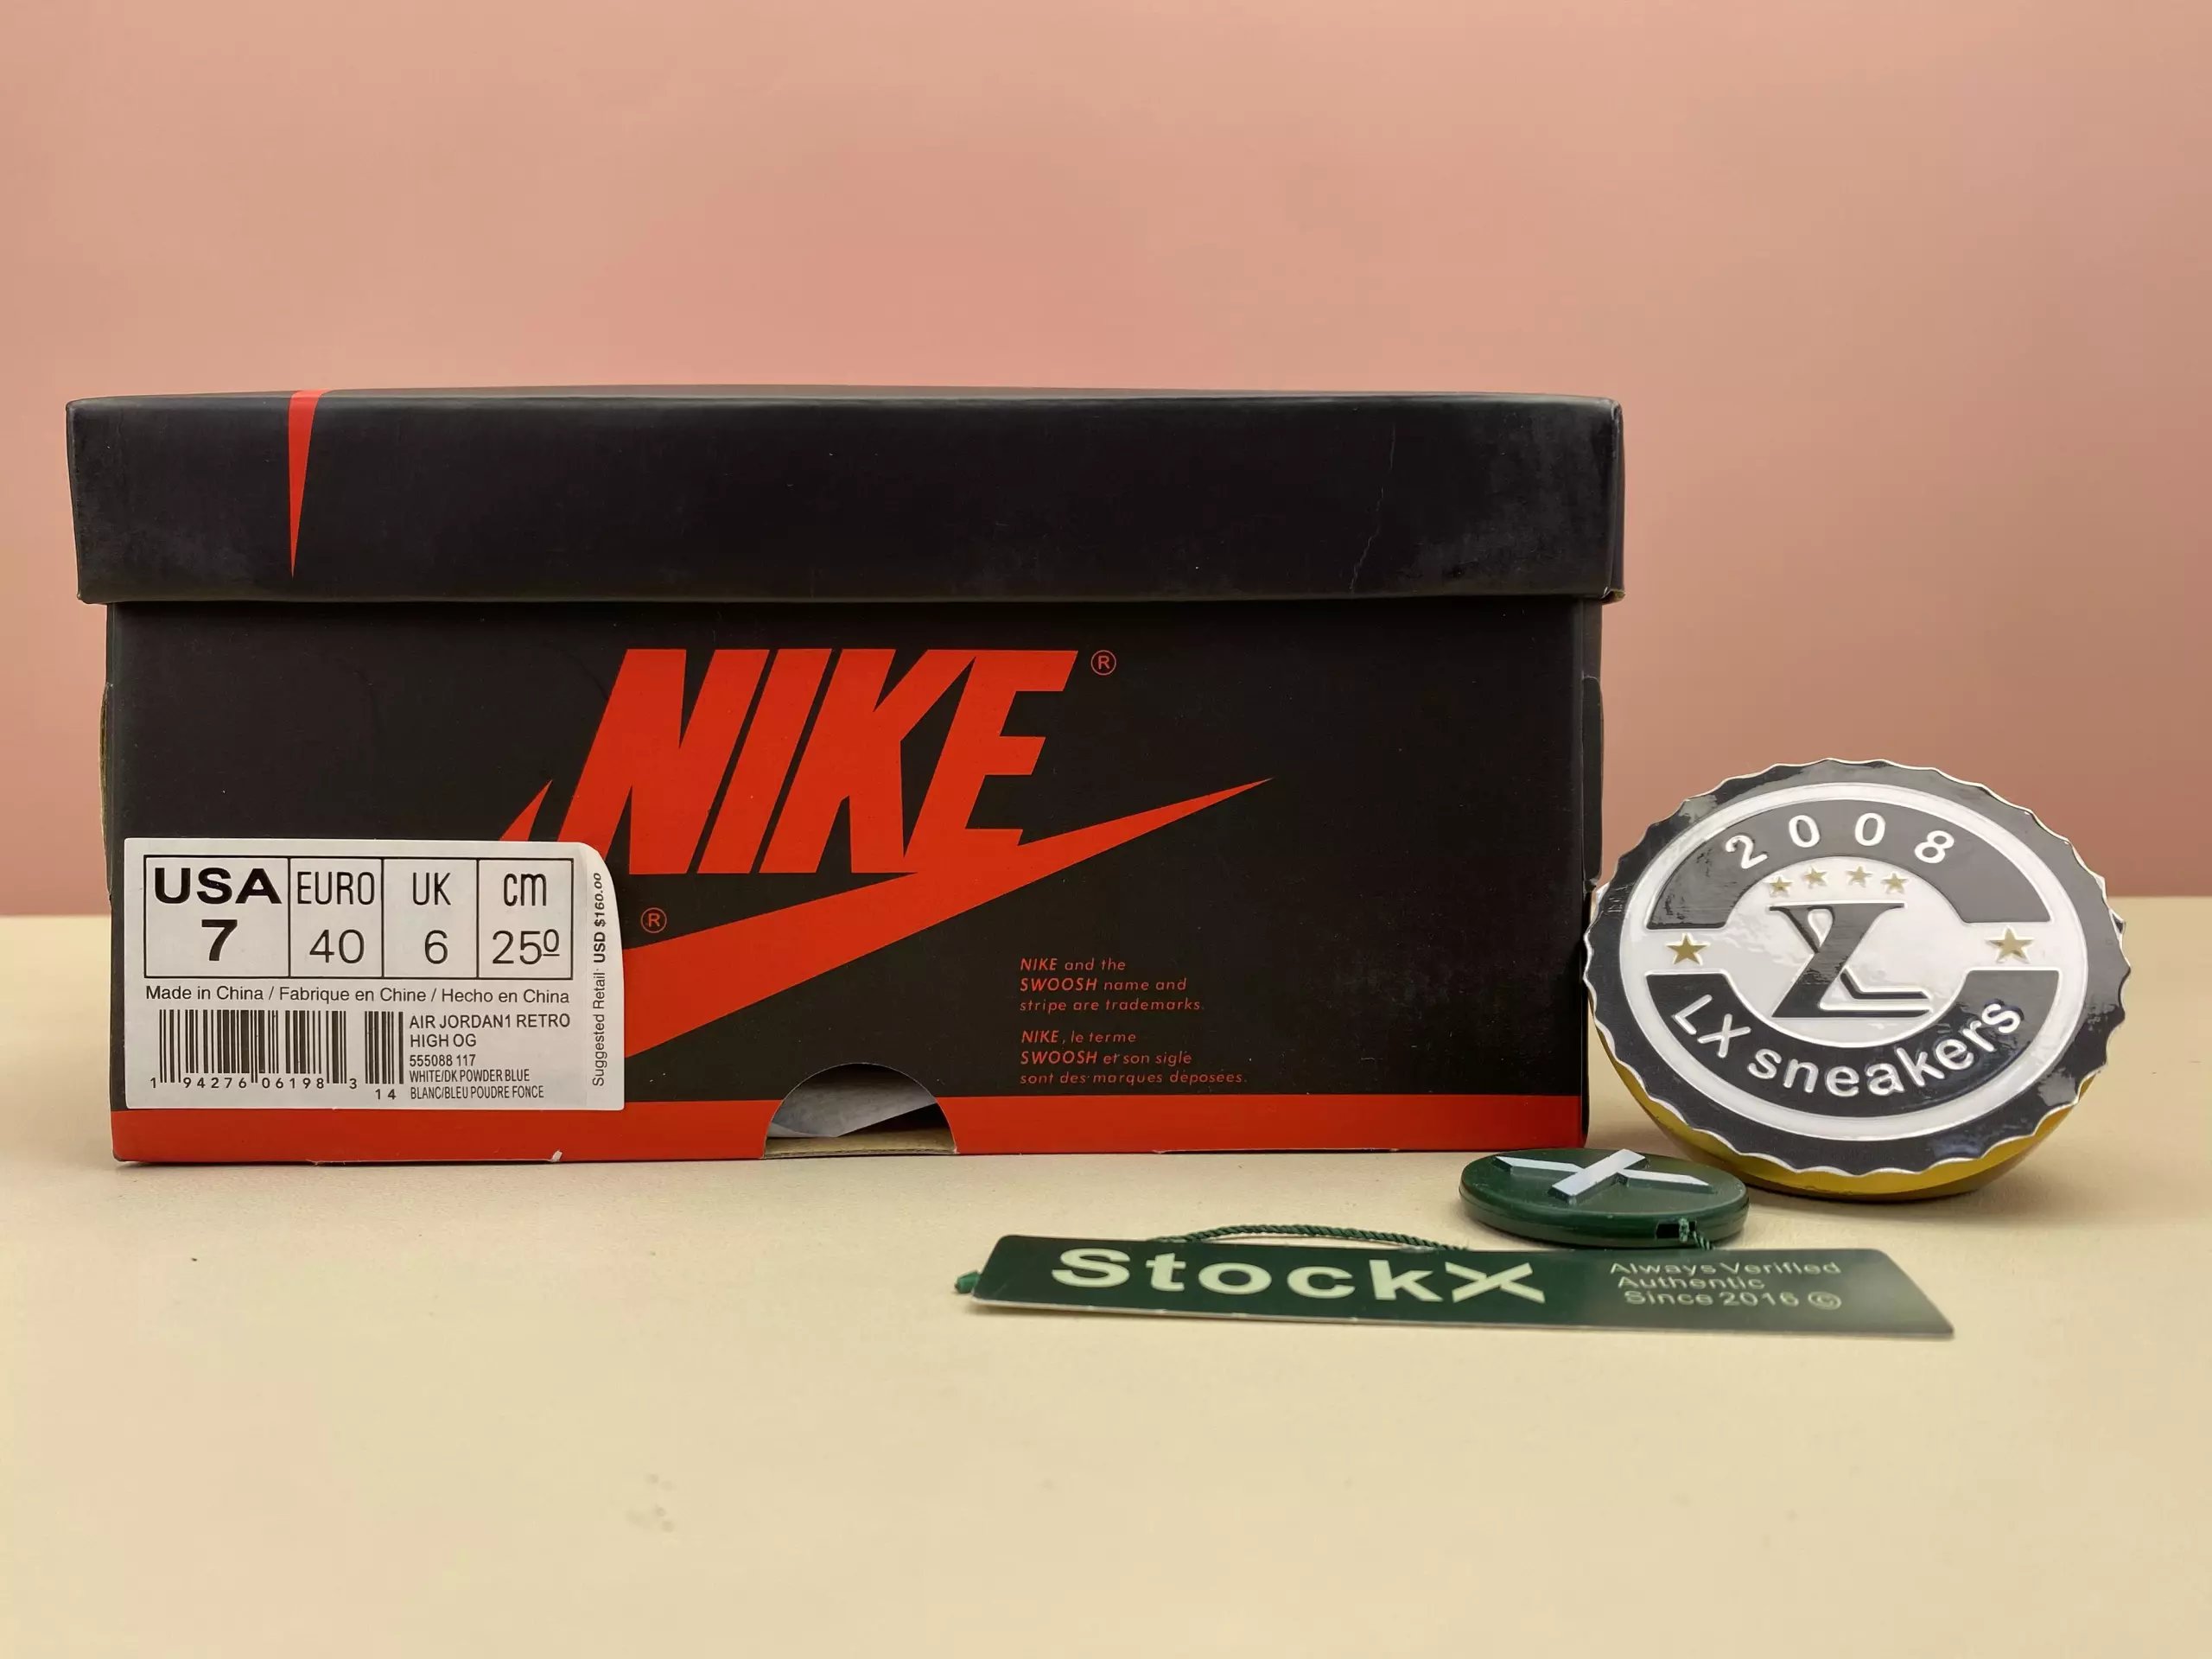 NIKE ®
®
USA EURO UK cm
7 40 6 25º
Made in China / Fabrique en Chine / Hecho en China
AIR JORDAN1 RETRO
HIGH OG
555088 117
WHITE/DK POWDER BLUE
BLANC/BLEU POUDRE FONCE
1 94276 06198 3 14
Suggested Retail: USD $160.00
NIKE and the
SWOOSH name and
stripe are trademarks.
NIKE, le terme
SWOOSH et son sigle
sont des marques déposées.
2008
LX sneakers
StockX
Always Verified
Authentic
Since 2016 ©